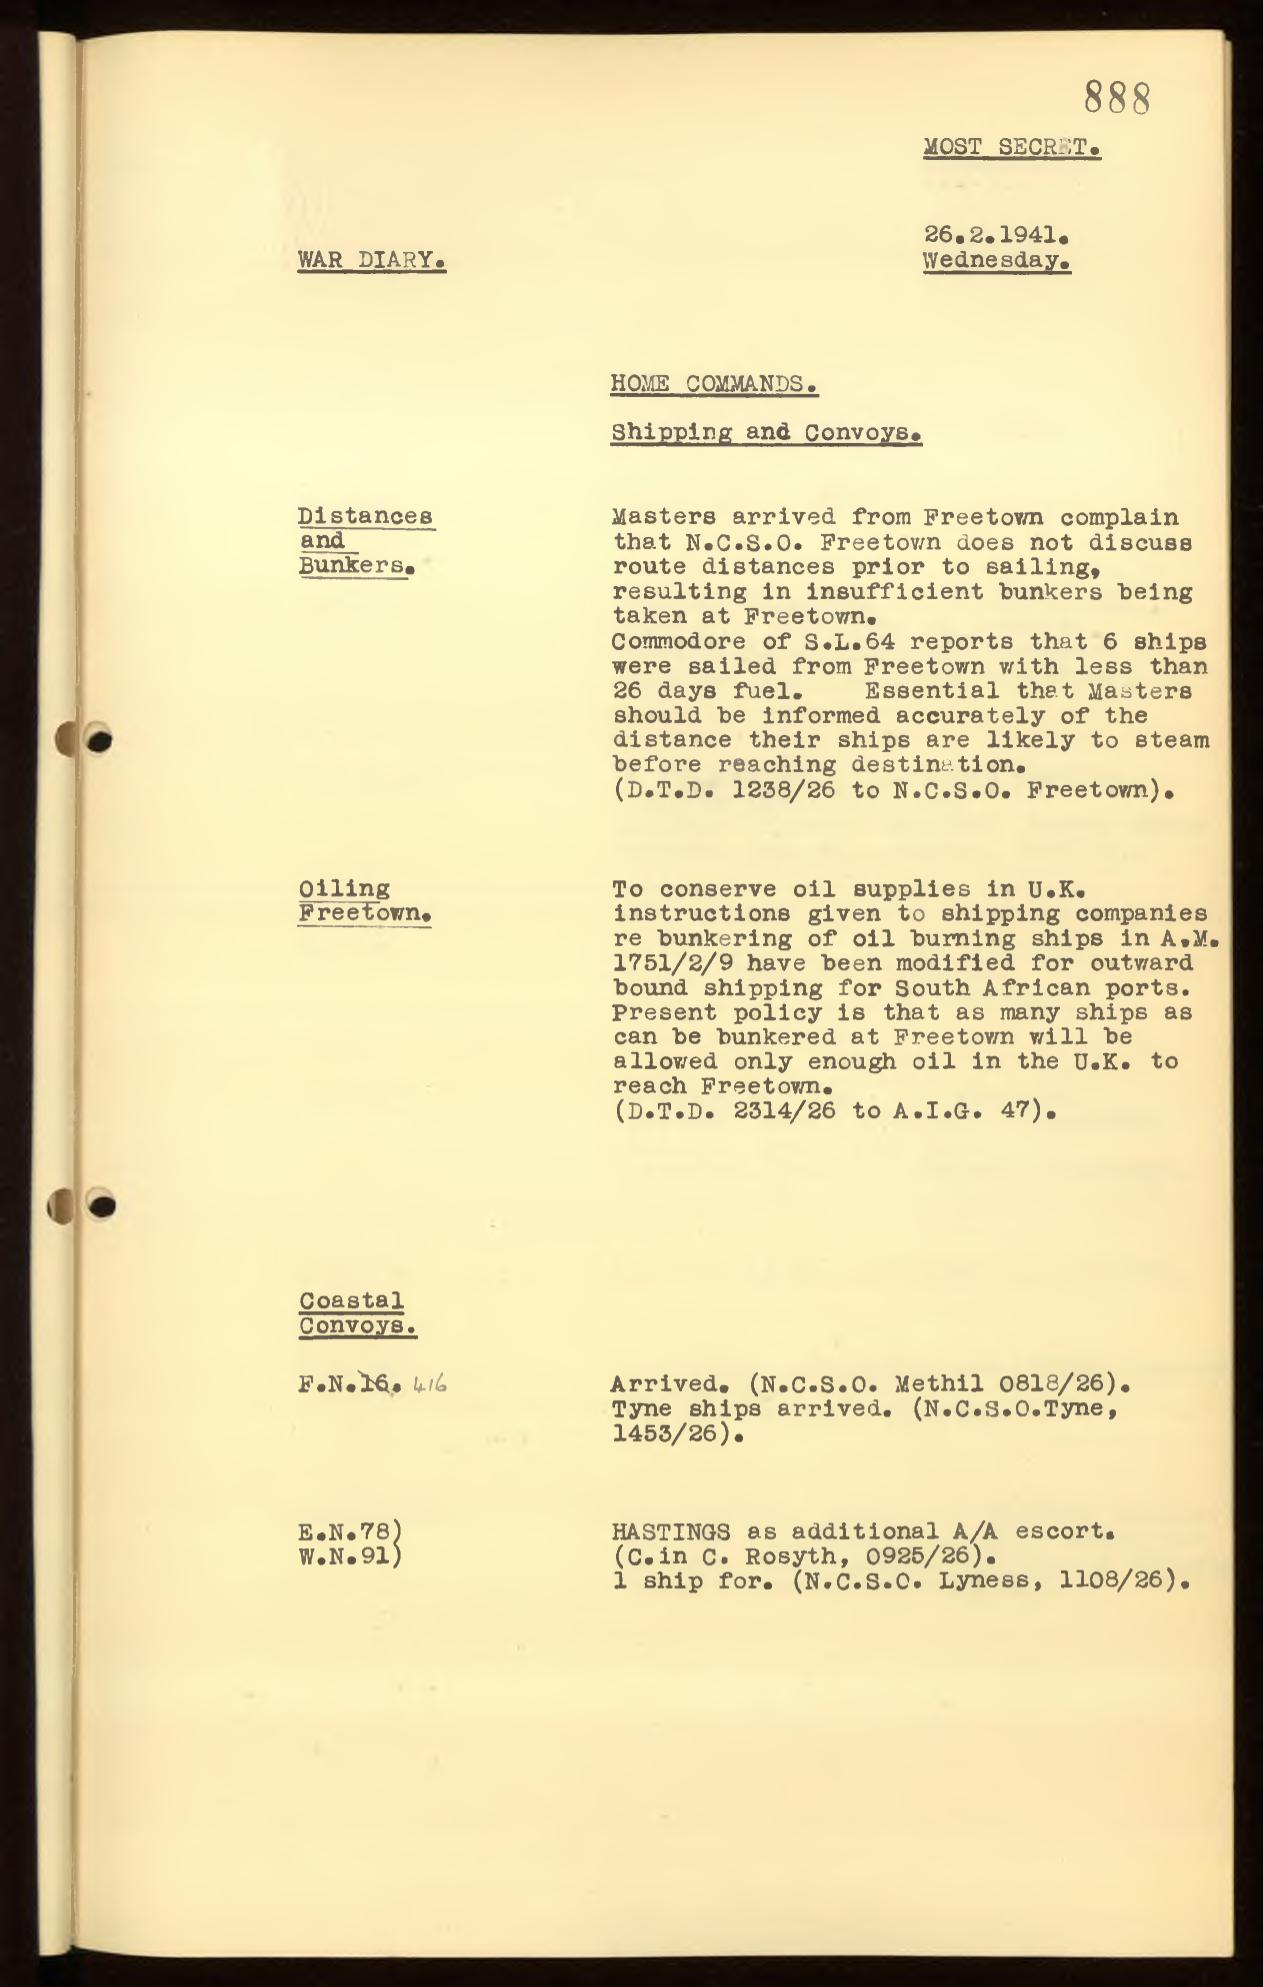 888
MOST SECRET.
26.2.1941.
WAR DIARY.
Wednesday.
HOME COMMANDS.
Shipping and Convoys.
Distances
and
Bunkers.
Masters arrived from Freetown complain
that N.C.S.O. Freetown does not discuss
route distances prior to sailing,
resulting in insufficient bunkers being
taken at Freetown.
Commodore of S.L.64 reports that 6 ships
were sailed from Freetown with less than
26 days fuel. Essential that Masters
should be informed accurately of the
distance their ships are likely to steam
before reaching destination.
(D.T.D. 1238/26 to N.C.S.O. Freetown).
Oiling
Freetown.
To conserve oil supplies in U.K.
instructions given to shipping companies
re bunkering of oil burning ships in A.M.
1751/2/9 have been modified for outward
bound shipping for South African ports.
Present policy is that as many ships as
can be bunkered at Freetown will be
allowed only enough oil in the U.K. to
reach Freetown.
(D.T.D. 2314/26 to A.I.G. 47).
Coastal
Convoys.
F.N.16. 416
Arrived. (N.C.S.O. Methil 0818/26).
Tyne ships arrived. (N.C.S.O.Tyne,
1453/26).
E.N.78)
W.N.91)
HASTINGS as additional A/A escort.
(C.in C. Rosyth, 0925/26).
1 ship for. (N.C.S.O. Lyness, 1108/26).